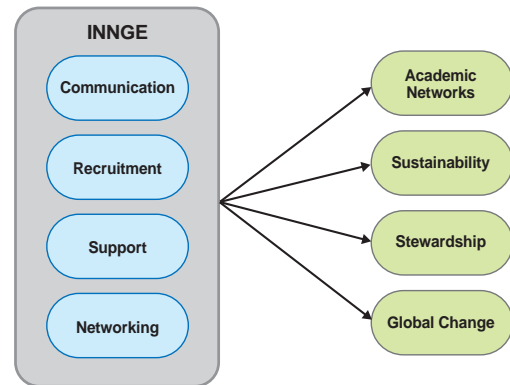 INNGE
Communication
Recruitment
Support
Networking
Academic
Networks
Sustainability
Stewardship
Global Change